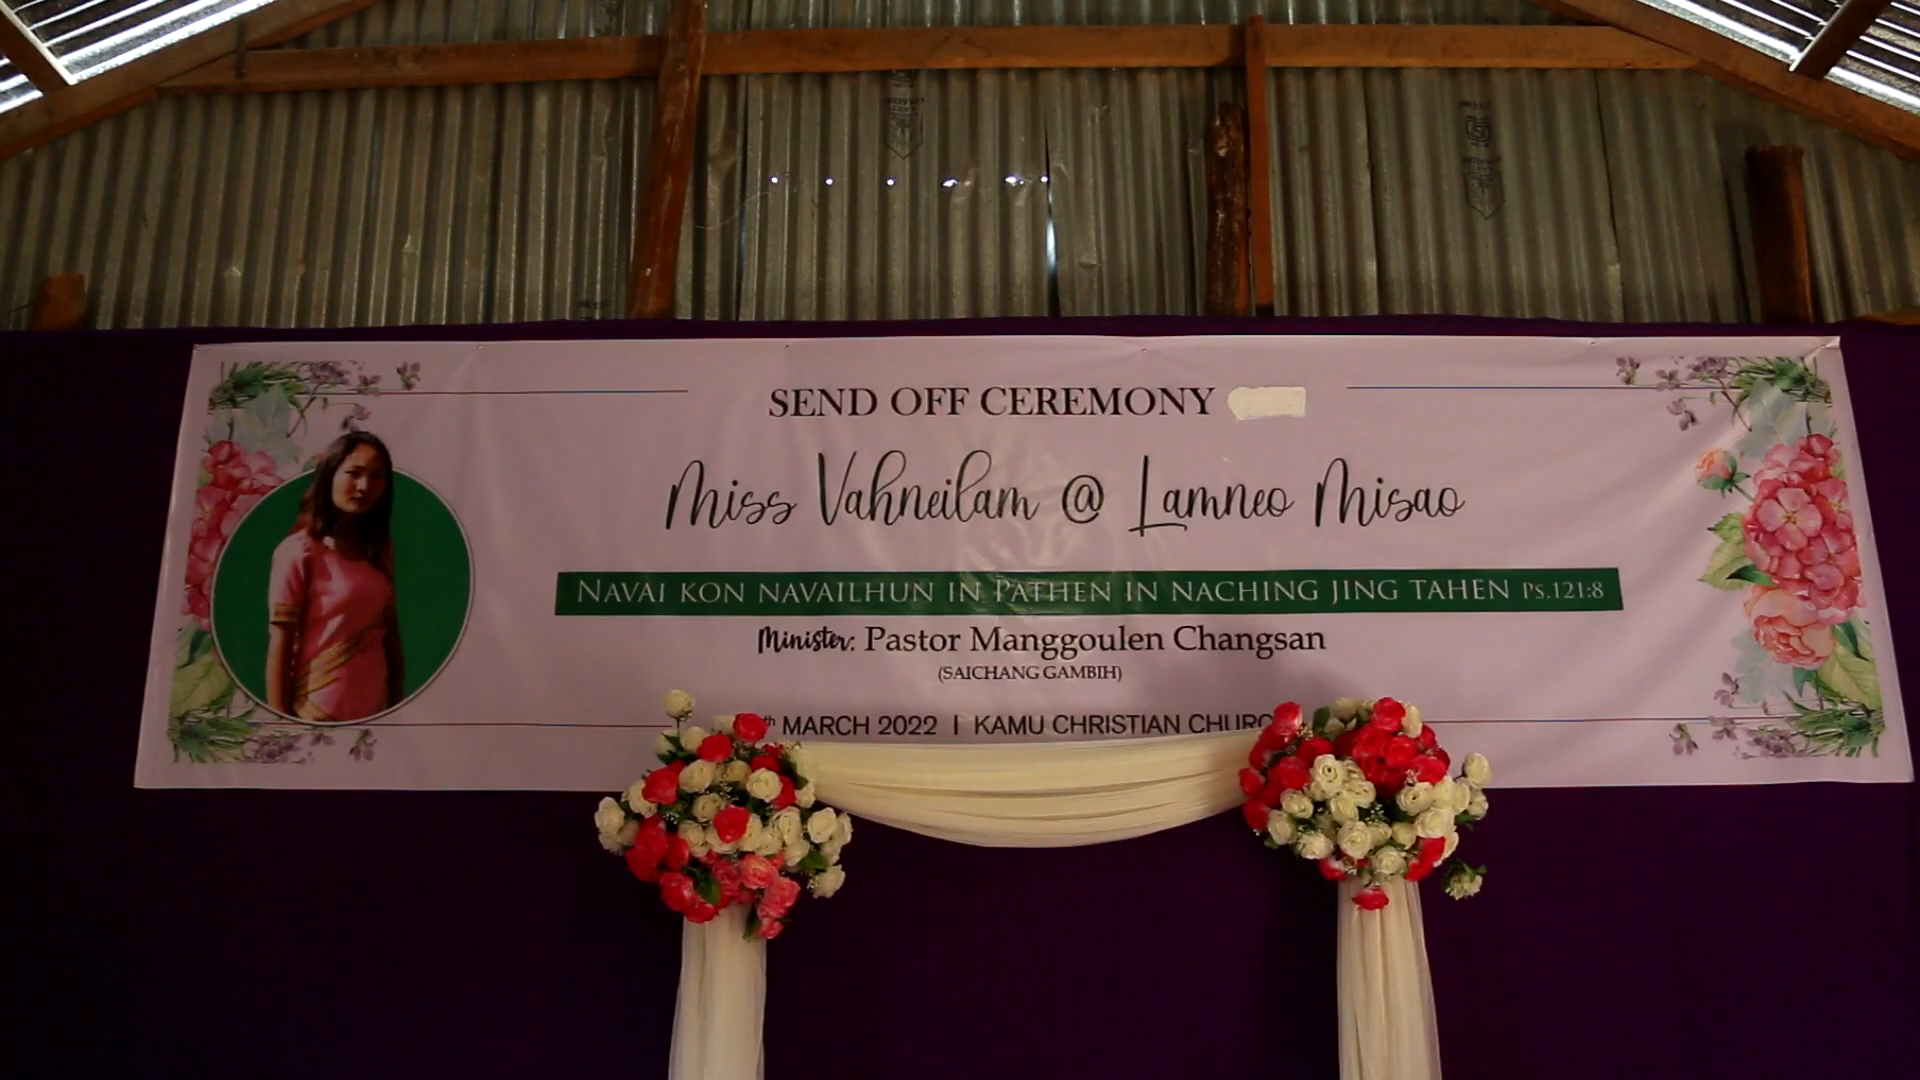 SEND OFF CEREMONY
Miss Vahneilam @ Lamneo Misao
NAVAI KON NAVAILHUN IN PATHEN IN NACHING JING TAHEN PS.121:8
Minister: Pastor Manggoulen Changsan
(SAICHANG GAMBIH)
th MARCH 2022 | KAMU CHRISTIAN